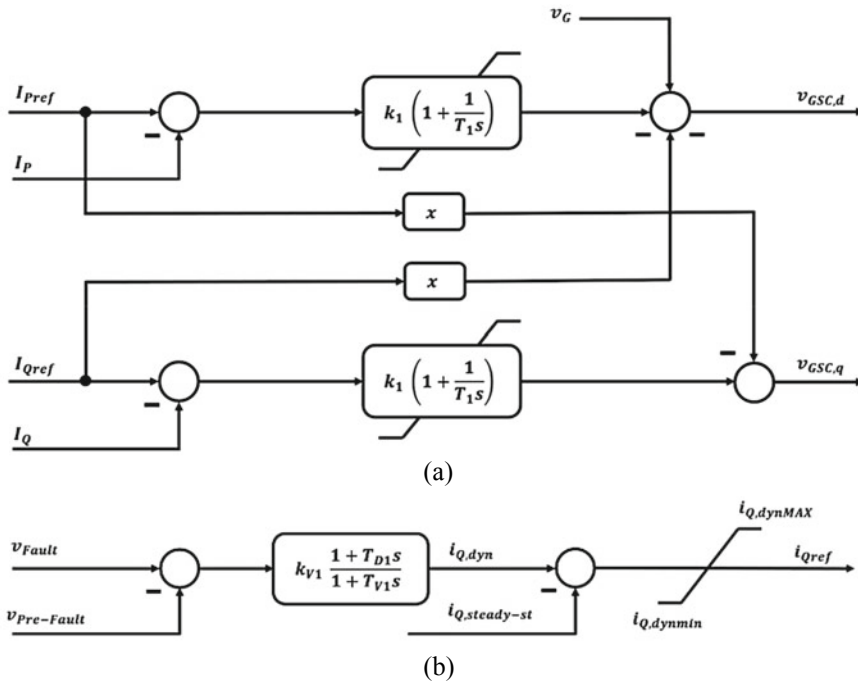 v_G
I_Pref
k_1 (1 + 1/(T_1 s))
v_GSC,d
I_P
x
x
I_Qref
k_1 (1 + 1/(T_1 s))
v_GSC,q
I_Q
(a)
i_Q,dynMAX
v_Fault
k_V1 (1 + T_D1 s)/(1 + T_V1 s)
i_Q,dyn
i_Qref
v_Pre-Fault
i_Q,steady-st
i_Q,dynmin
(b)